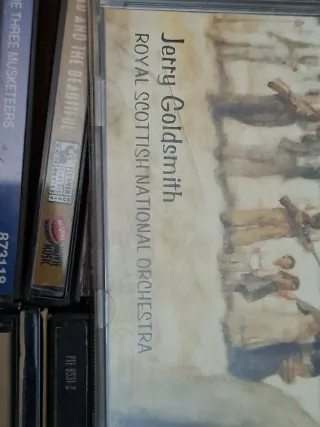 Jerry Goldsmith
ROYAL SCOTTISH NATIONAL ORCHESTRA
THREE MUSKETEERS
AND THE BEAUTIFUL
873118